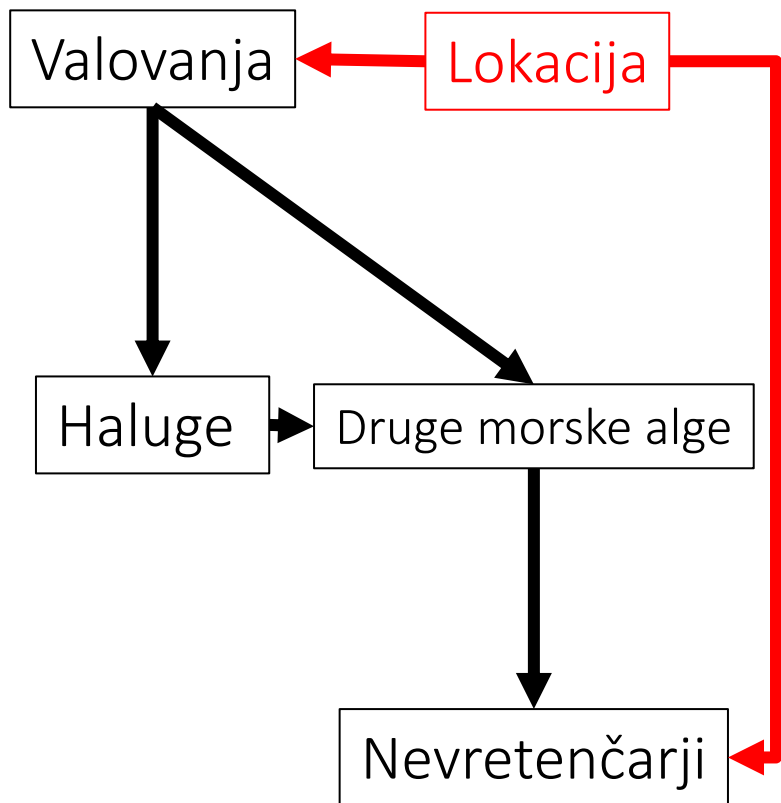 Valovanja
Lokacija
Haluge
Druge morske alge
Nevretenčarji